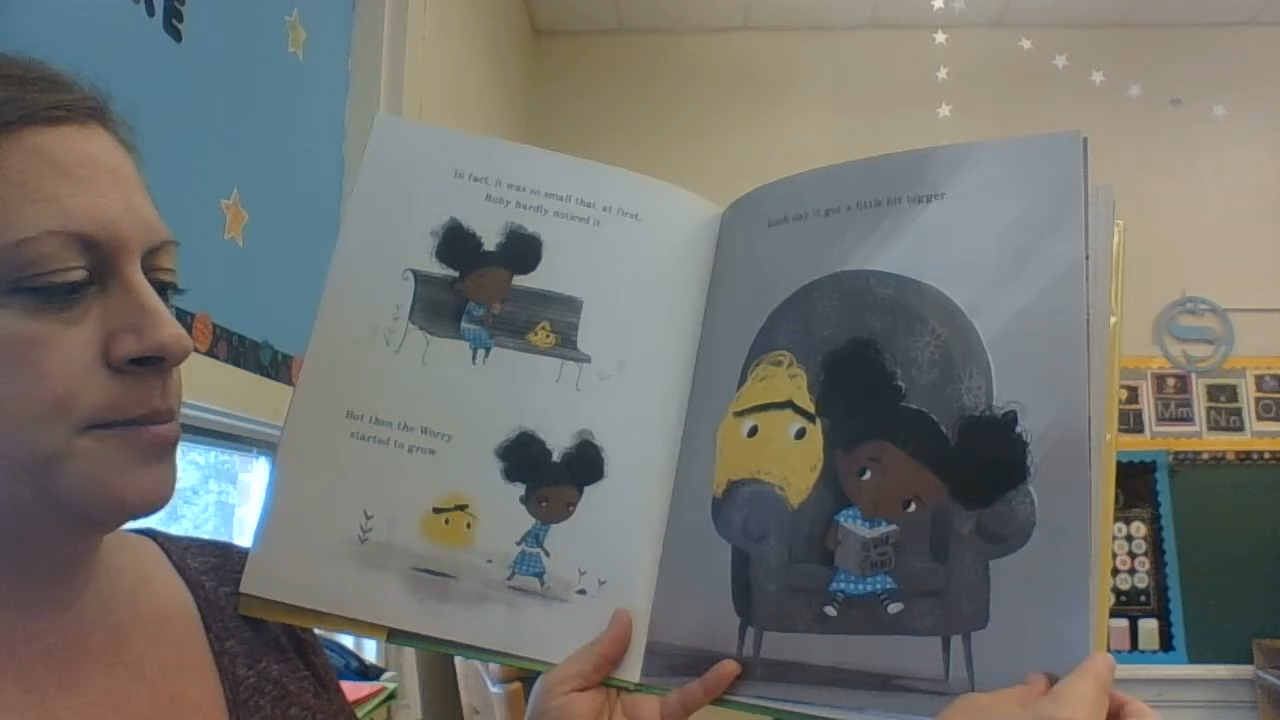 KE
In fact, it was so small that, at first,
Ruby hardly noticed it.
But then the Worry
started to grow
Each day it got a little bit bigger
S
Mm
Nn
O